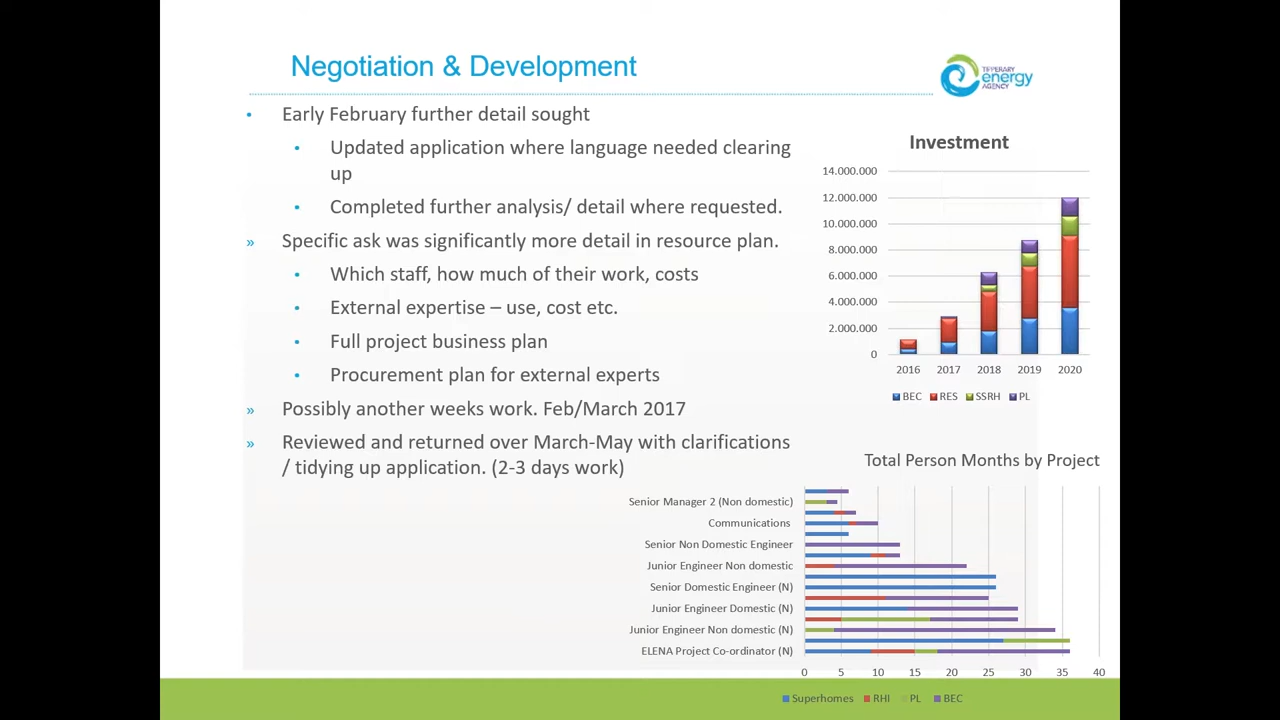 Negotiation & Development
TIPPERARY
energy
AGENCY
• Early February further detail sought
• Updated application where language needed clearing
up
• Completed further analysis/ detail where requested.
» Specific ask was significantly more detail in resource plan.
• Which staff, how much of their work, costs
• External expertise – use, cost etc.
• Full project business plan
• Procurement plan for external experts
» Possibly another weeks work. Feb/March 2017
» Reviewed and returned over March-May with clarifications
/ tidying up application. (2-3 days work)
Investment
14.000.000
12.000.000
10.000.000
8.000.000
6.000.000
4.000.000
2.000.000
0
2016 2017 2018 2019 2020
BEC RES SSRH PL
Total Person Months by Project
Senior Manager 2 (Non domestic)
Communications
Senior Non Domestic Engineer
Junior Engineer Non domestic
Senior Domestic Engineer (N)
Junior Engineer Domestic (N)
Junior Engineer Non domestic (N)
ELENA Project Co-ordinator (N)
0 5 10 15 20 25 30 35 40
Superhomes RHI PL BEC